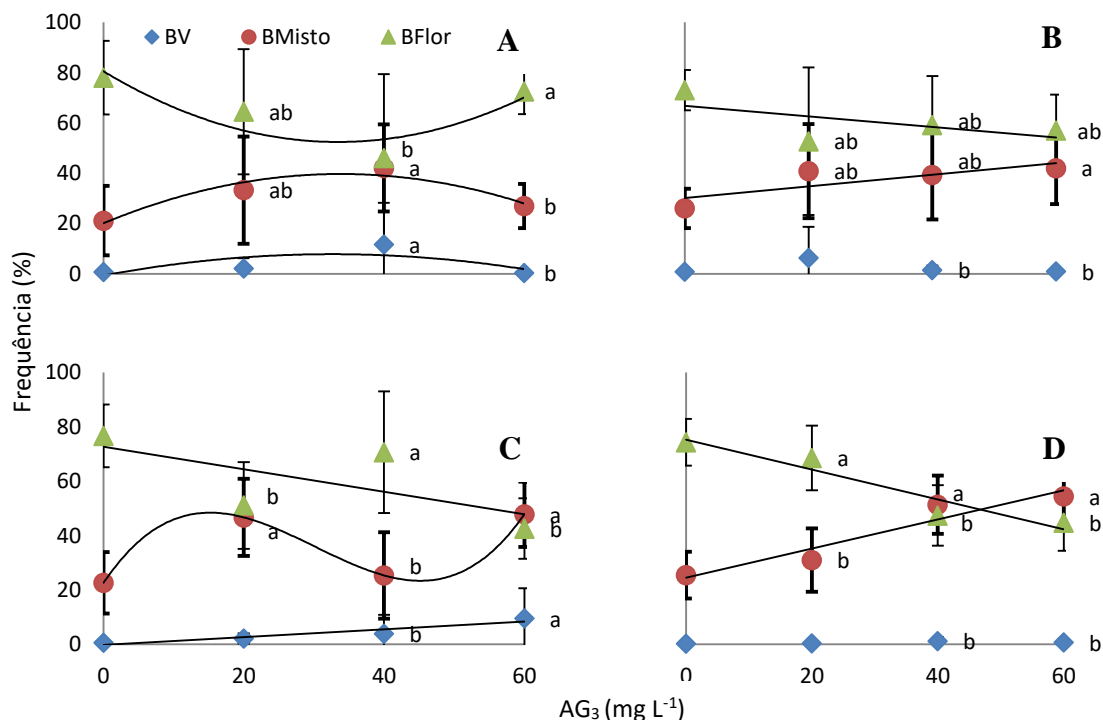 100
80
60
40
20
0
BV BMisto BFlor
A
ab a
b
ab a b
a b
B
ab ab ab
ab ab a
b b
Frequência (%)
100
80
60
40
20
0
C
b a
a b
a b
b a
D
a a
b a
b b
b b
0 20 40 60
0 20 40 60
AG₃ (mg L⁻¹)